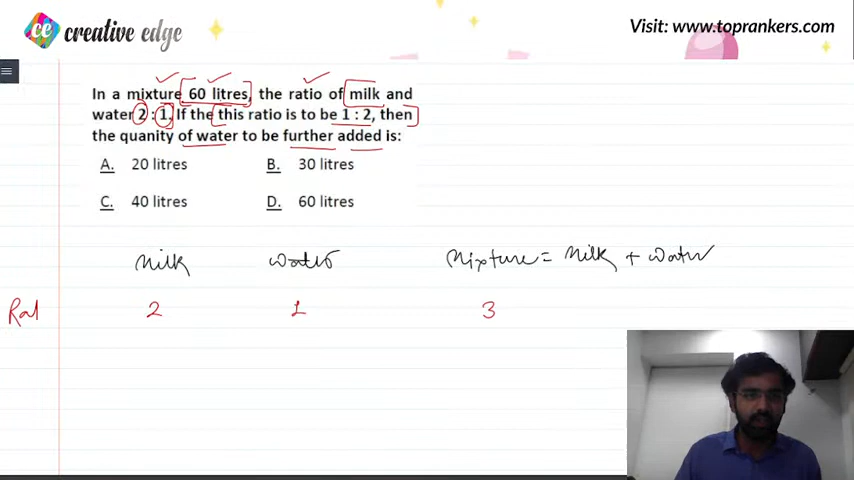 creative edge
Visit: www.toprankers.com
In a mixture 60 litres, the ratio of milk and
water 2 : 1. If the this ratio is to be 1 : 2, then
the quanity of water to be further added is:
A. 20 litres B. 30 litres
C. 40 litres D. 60 litres
milk water Mixture = Milk + water
Rat 2 1 3